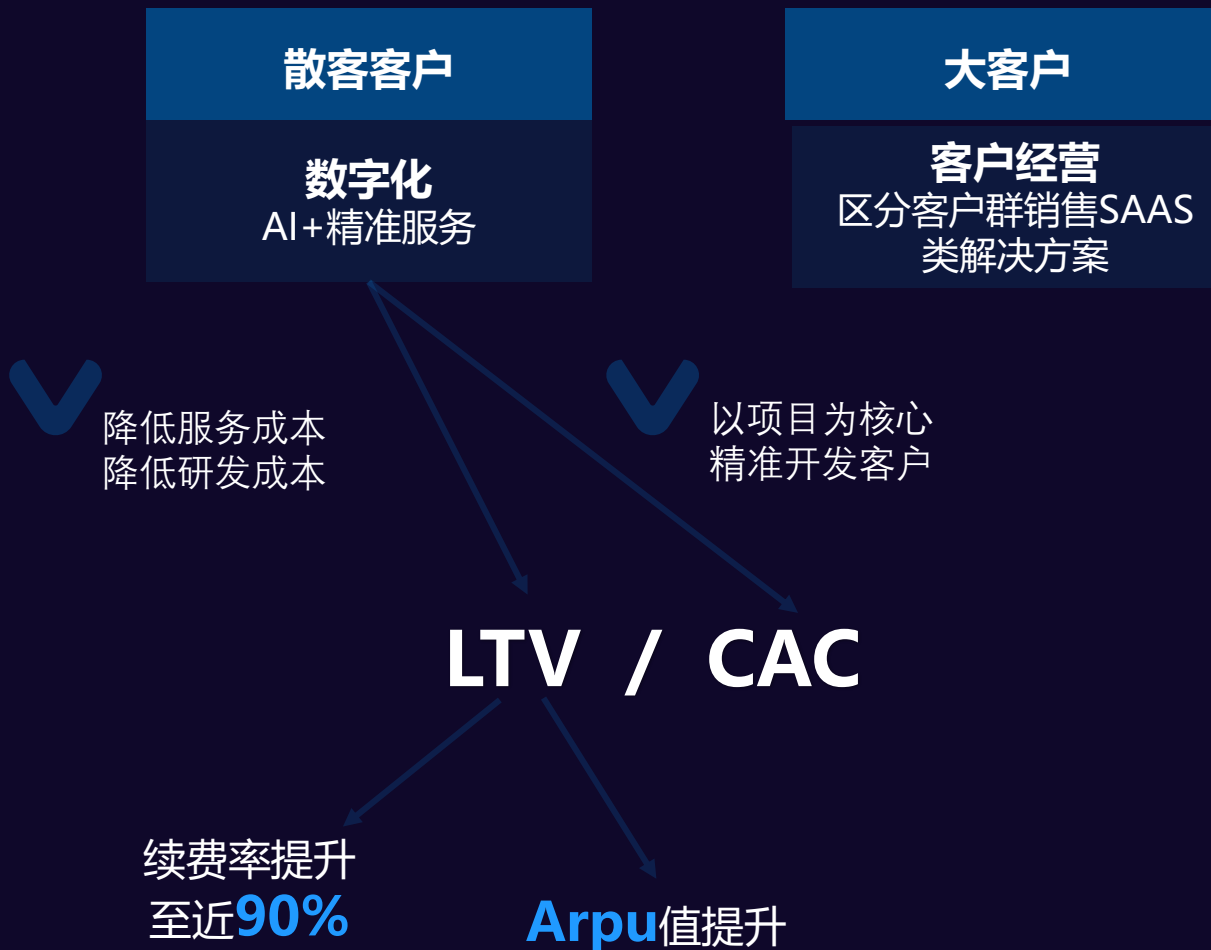 散客客户
数字化
AI+精准服务
大客户
客户经营
区分客户群销售SAAS
类解决方案
降低服务成本
降低研发成本
以项目为核心
精准开发客户
LTV / CAC
续费率提升
至近90%
Arpu值提升